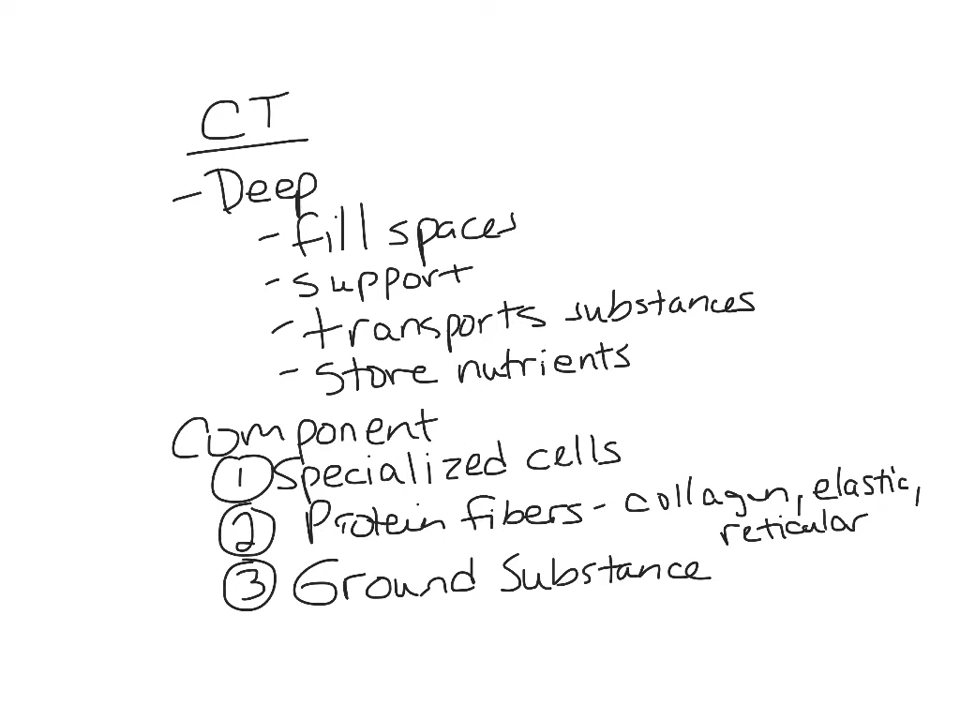 CT
- Deep
- fill spaces
- support
- transports substances
- store nutrients
Component
① Specialized cells
② Protein fibers - collagen, elastic,
reticular
③ Ground Substance